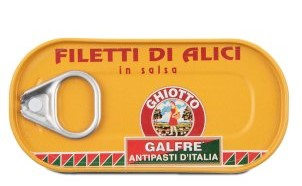 FILETTI DI ALICI
in salsa
GHIOTTO
GALFRE
ANTIPASTI D'ITALIA